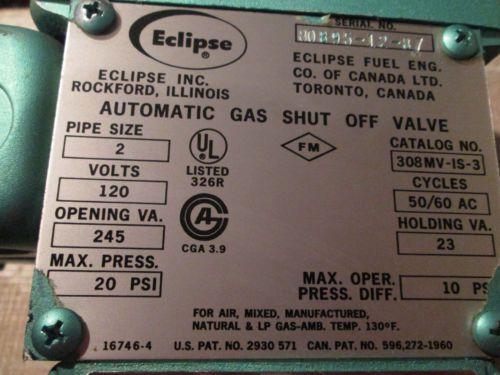 SERIAL NO.
Eclipse ®
ECLIPSE INC.
ROCKFORD, ILLINOIS
ECLIPSE FUEL ENG.
CO. OF CANADA LTD.
TORONTO, CANADA
AUTOMATIC GAS SHUT OFF VALVE
PIPE SIZE
2
VOLTS
120
OPENING VA.
245
MAX. PRESS.
20 PSI
UL ®
LISTED
326R
AG
CGA 3.9
FM
CATALOG NO.
308MV-IS-3
CYCLES
50/60 AC
HOLDING VA.
23
MAX. OPER.
PRESS. DIFF.
10 PSI
FOR AIR, MIXED, MANUFACTURED,
NATURAL & LP GAS-AMB. TEMP. 130°F.
16746-4 U.S. PAT. NO. 2930 571 CAN. PAT. NO. 596,272-1960